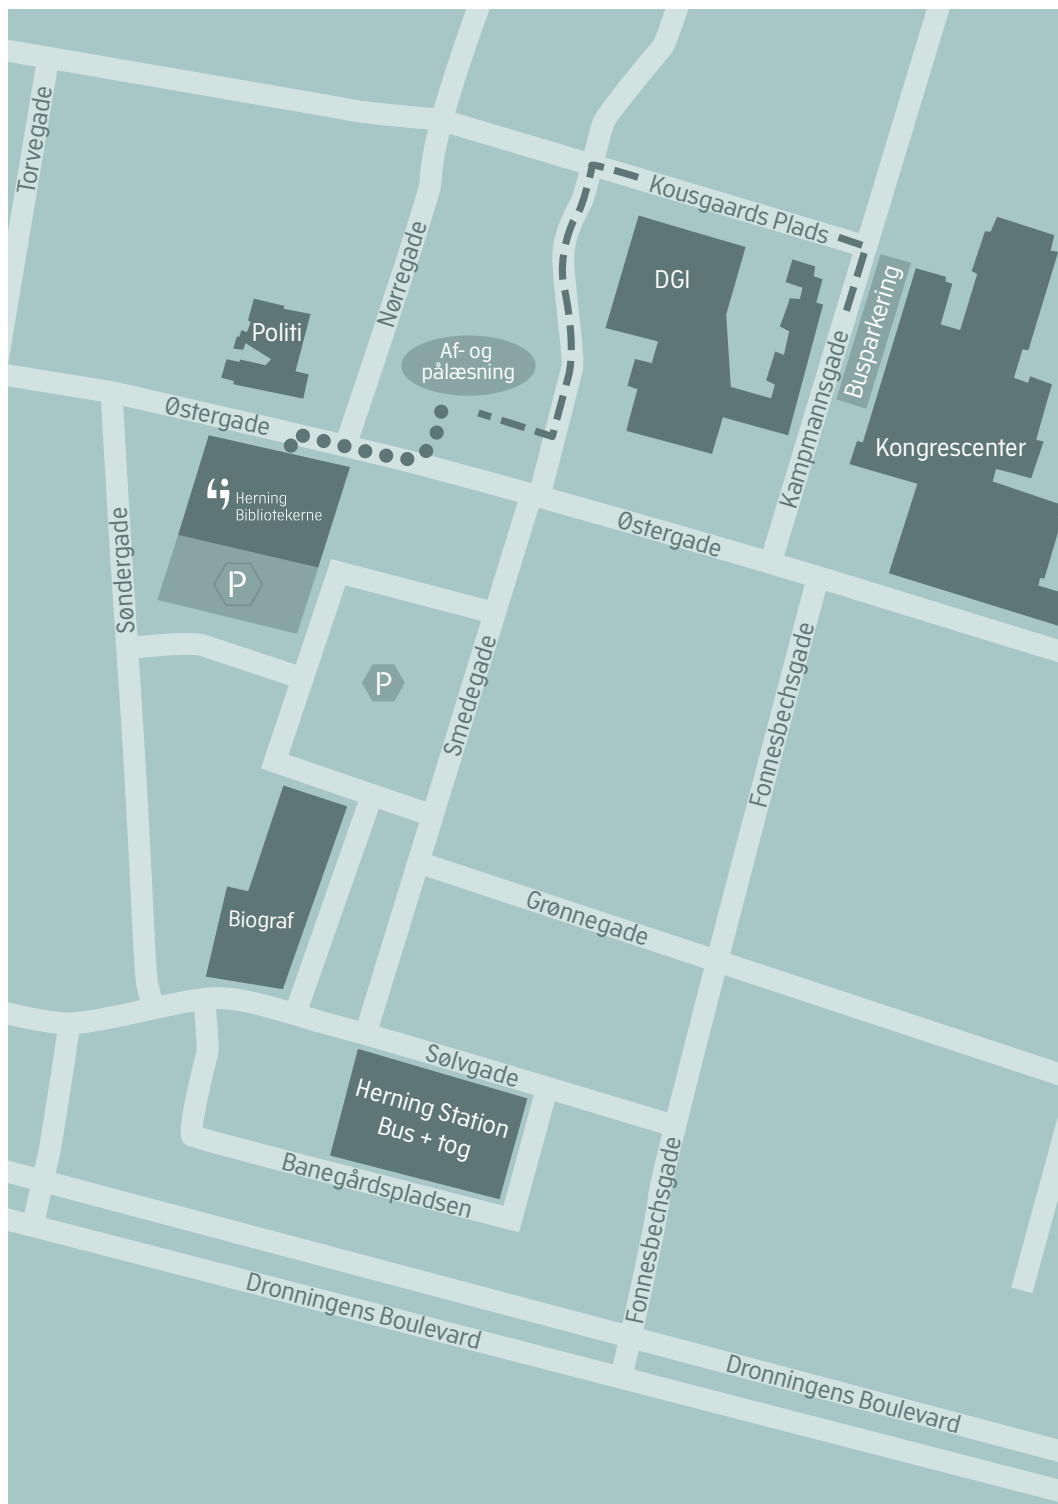 Torvegade
Kousgaards Plads
Nørregade
DGI
Busparkering
Politi
Af- og
pålæsning
Kampmannsgade
Østergade
Kongrescenter
Herning
Bibliotekerne
Østergade
Søndergade
P
Smedegade
P
Fonnesbechsgade
Biograf
Grønnegade
Sølvgade
Herning Station
Bus + tog
Banegårdspladsen
Fonnesbechsgade
Dronningens Boulevard
Dronningens Boulevard